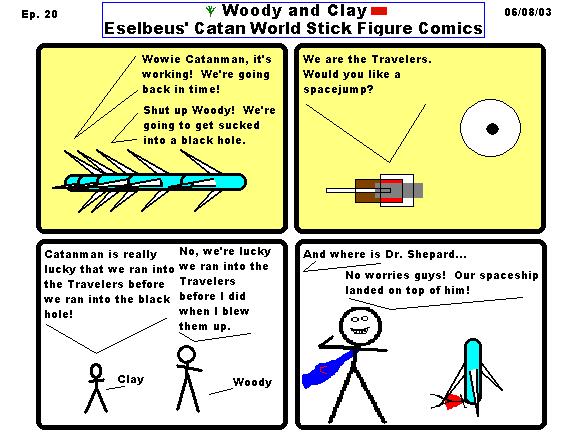 Ep. 20
Woody and Clay
06/08/03
Eselbeus' Catan World Stick Figure Comics
Wowie Catanman, it's
working! We're going
back in time!
Shut up Woody! We're
going to get sucked
into a black hole.
We are the Travelers.
Would you like a
spacejump?
Catanman is really
lucky that we ran into
the Travelers before
we ran into the black
hole!
No, we're lucky
we ran into the
Travelers
before I did
when I blew
them up.
Clay
Woody
And where is Dr. Shepard...
No worries guys! Our spaceship
landed on top of him!